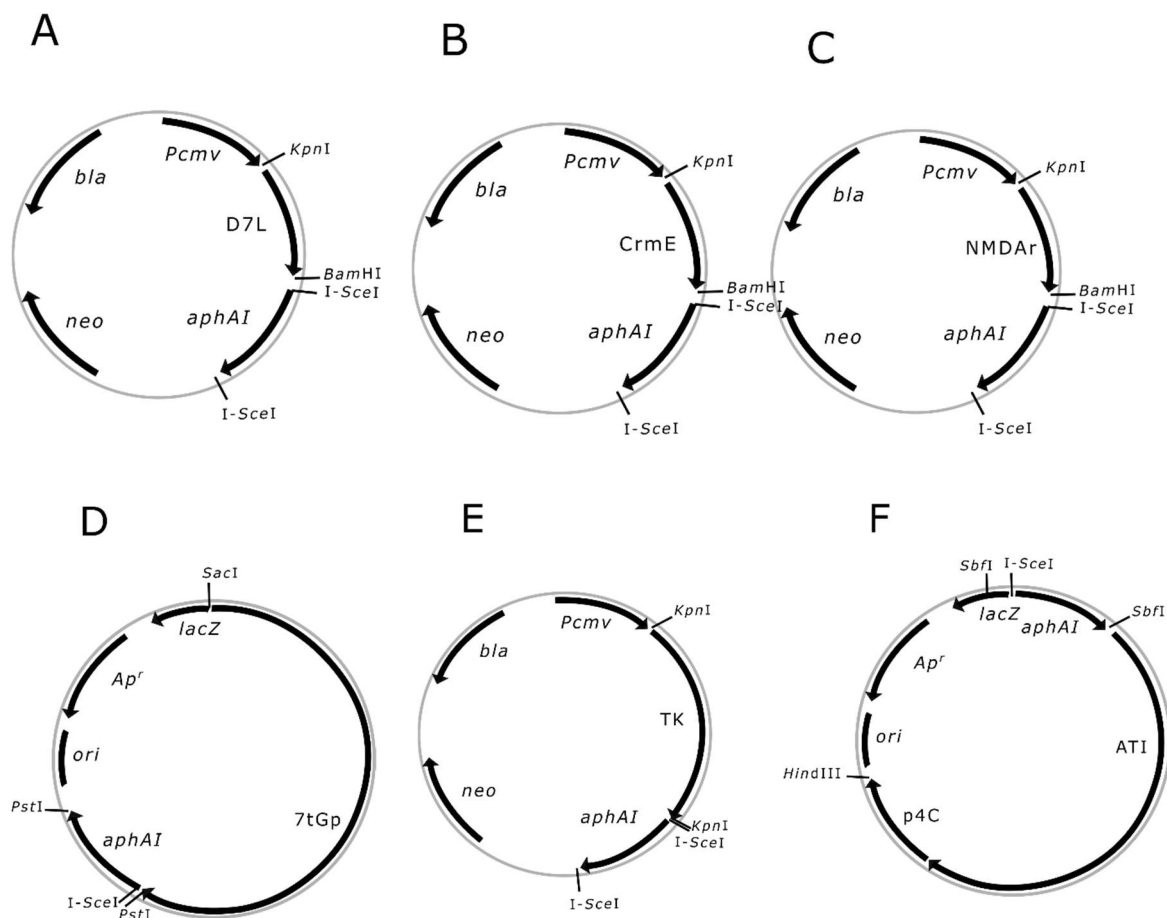 A
B
C
Pcmv
KpnI
bla
D7L
BamHI
I-SceI
neo
aphAI
I-SceI
Pcmv
KpnI
bla
CrmE
BamHI
I-SceI
neo
aphAI
I-SceI
Pcmv
KpnI
bla
NMDAr
BamHI
I-SceI
neo
aphAI
I-SceI
D
E
F
SacI
lacZ
Apʳ
ori
PstI
aphAI
7tGp
I-SceI
PstI
Pcmv
KpnI
bla
TK
neo
aphAI
KpnI
I-SceI
I-SceI
SbfI
I-SceI
lacZ
aphAI
SbfI
Apʳ
ori
ATI
HindIII
p4C